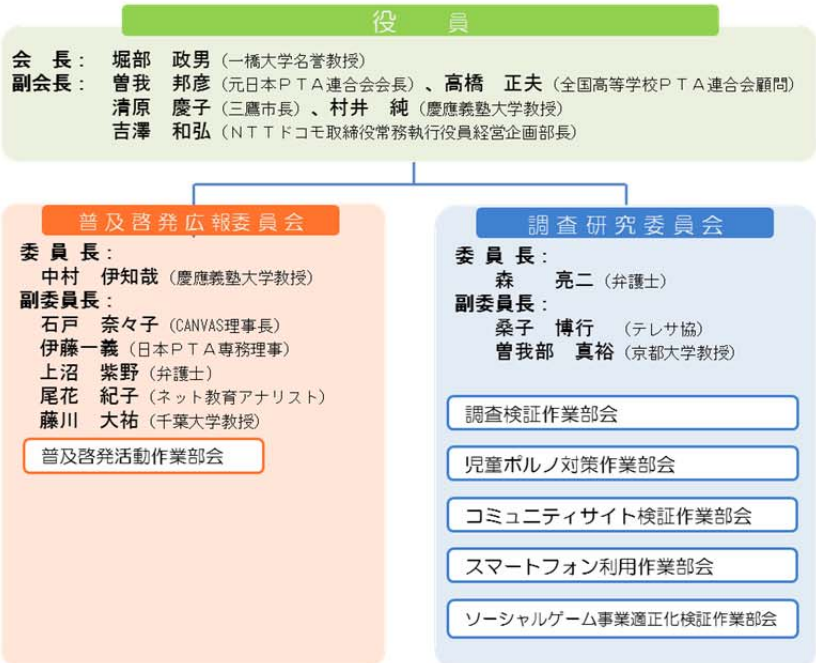 役 員
会 長： 堀部 政男（一橋大学名誉教授）
副会長： 曽我 邦彦（元日本ＰＴＡ連合会会長）、高橋 正夫（全国高等学校ＰＴＡ連合会顧問）
清原 慶子（三鷹市長）、村井 純（慶應義塾大学教授）
吉澤 和弘（ＮＴＴドコモ取締役常務執行役員経営企画部長）
普及啓発広報委員会
委 員 長：
中村 伊知哉（慶應義塾大学教授）
副委員長：
石戸 奈々子（CANVAS理事長）
伊藤一義（日本ＰＴＡ専務理事）
上沼 紫野（弁護士）
尾花 紀子（ネット教育アナリスト）
藤川 大祐（千葉大学教授）
普及啓発活動作業部会
調査研究委員会
委 員 長：
森 亮二（弁護士）
副委員長：
桑子 博行 （テレサ協）
曽我部 真裕（京都大学教授）
調査検証作業部会
児童ポルノ対策作業部会
コミュニティサイト検証作業部会
スマートフォン利用作業部会
ソーシャルゲーム事業適正化検証作業部会